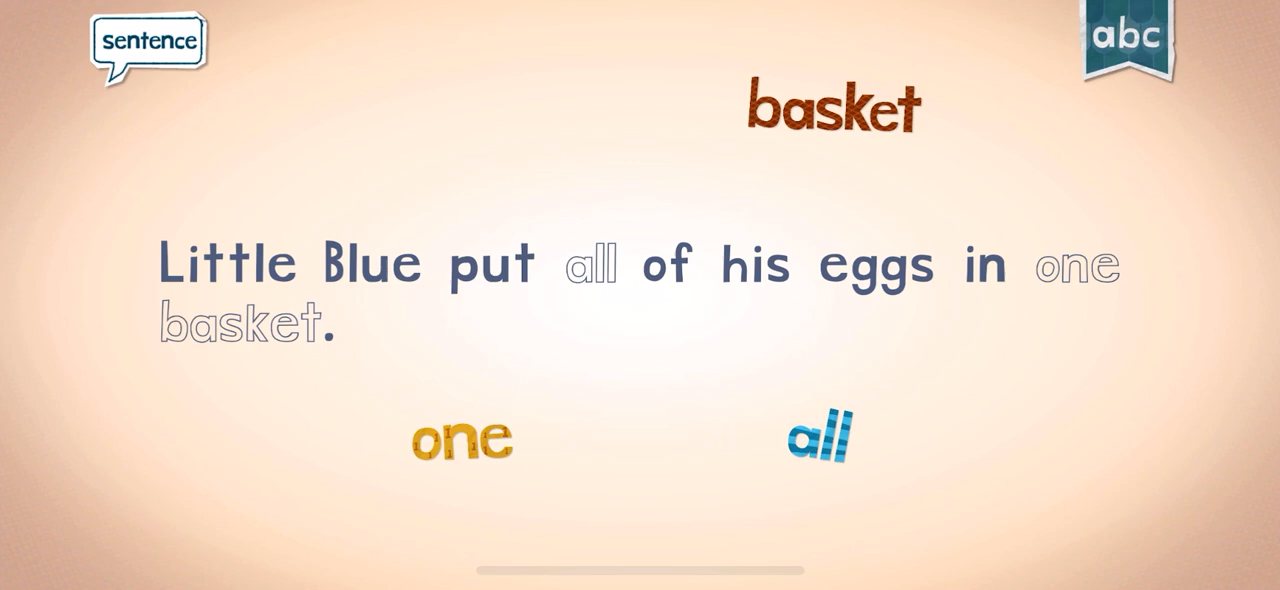 sentence
abc
basket
Little Blue put all of his eggs in one
basket.
one
all